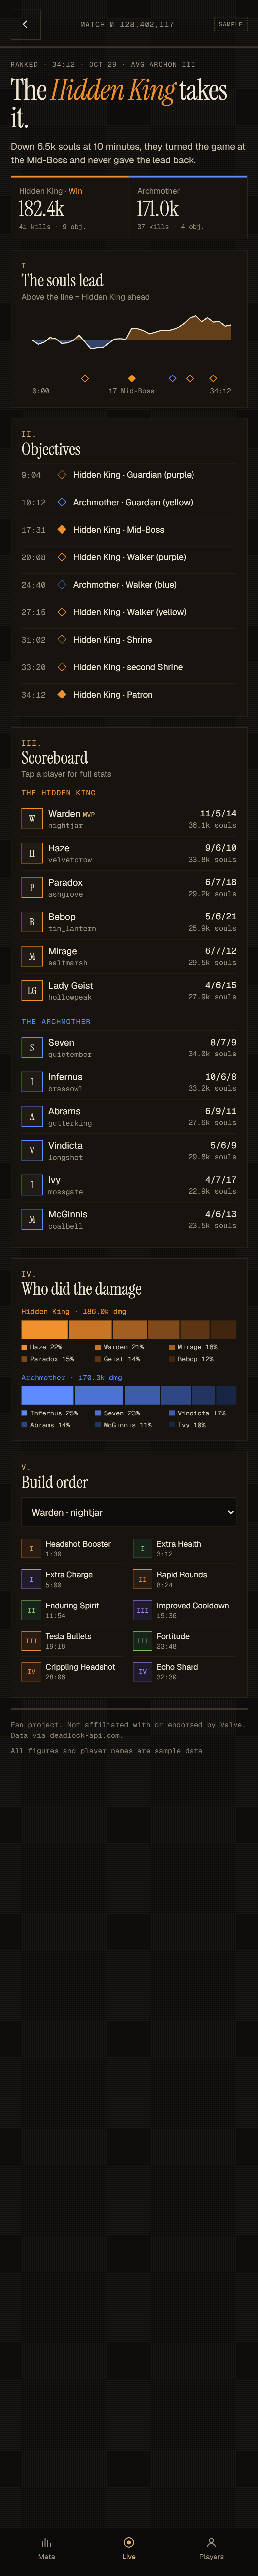 MATCH № 128,402,117
SAMPLE
RANKED · 34:12 · OCT 29 · AVG ARCHON III
The Hidden King takes
it.
Down 6.5k souls at 10 minutes, they turned the game at
the Mid-Boss and never gave the lead back.
Hidden King · Win
182.4k
41 kills · 9 obj.
Archmother
171.0k
37 kills · 4 obj.
I.
The souls lead
Above the line = Hidden King ahead
0:00
17 Mid-Boss
34:12
II.
Objectives
9:04 Hidden King · Guardian (purple)
10:12 Archmother · Guardian (yellow)
17:31 Hidden King · Mid-Boss
20:08 Hidden King · Walker (purple)
24:40 Archmother · Walker (blue)
27:15 Hidden King · Walker (yellow)
31:02 Hidden King · Shrine
33:20 Hidden King · second Shrine
34:12 Hidden King · Patron
III.
Scoreboard
Tap a player for full stats
THE HIDDEN KING
W Warden MVP 11/5/14
nightjar 36.1k souls
H Haze 9/6/10
velvetcrow 33.8k souls
P Paradox 6/7/18
ashgrove 29.2k souls
B Bebop 5/6/21
tin_lantern 25.9k souls
M Mirage 6/7/12
saltmarsh 29.5k souls
LG Lady Geist 4/6/15
hollowpeak 27.9k souls
THE ARCHMOTHER
S Seven 8/7/9
quietember 34.0k souls
I Infernus 10/6/8
brassowl 33.2k souls
A Abrams 6/9/11
gutterking 27.6k souls
V Vindicta 5/6/9
longshot 29.8k souls
I Ivy 4/7/17
mossgate 22.9k souls
M McGinnis 4/6/13
coalbell 23.5k souls
IV.
Who did the damage
Hidden King · 186.0k dmg
Haze 22% Warden 21% Mirage 16%
Paradox 15% Geist 14% Bebop 12%
Archmother · 170.3k dmg
Infernus 25% Seven 23% Vindicta 17%
Abrams 14% McGinnis 11% Ivy 10%
V.
Build order
Warden · nightjar
I Headshot Booster
1:30
I Extra Health
3:12
I Extra Charge
5:00
II Rapid Rounds
8:24
II Enduring Spirit
11:54
III Improved Cooldown
15:36
III Tesla Bullets
19:18
III Fortitude
23:48
IV Crippling Headshot
28:06
IV Echo Shard
32:30
Fan project. Not affiliated with or endorsed by Valve.
Data via deadlock-api.com.
All figures and player names are sample data
Meta
Live
Players